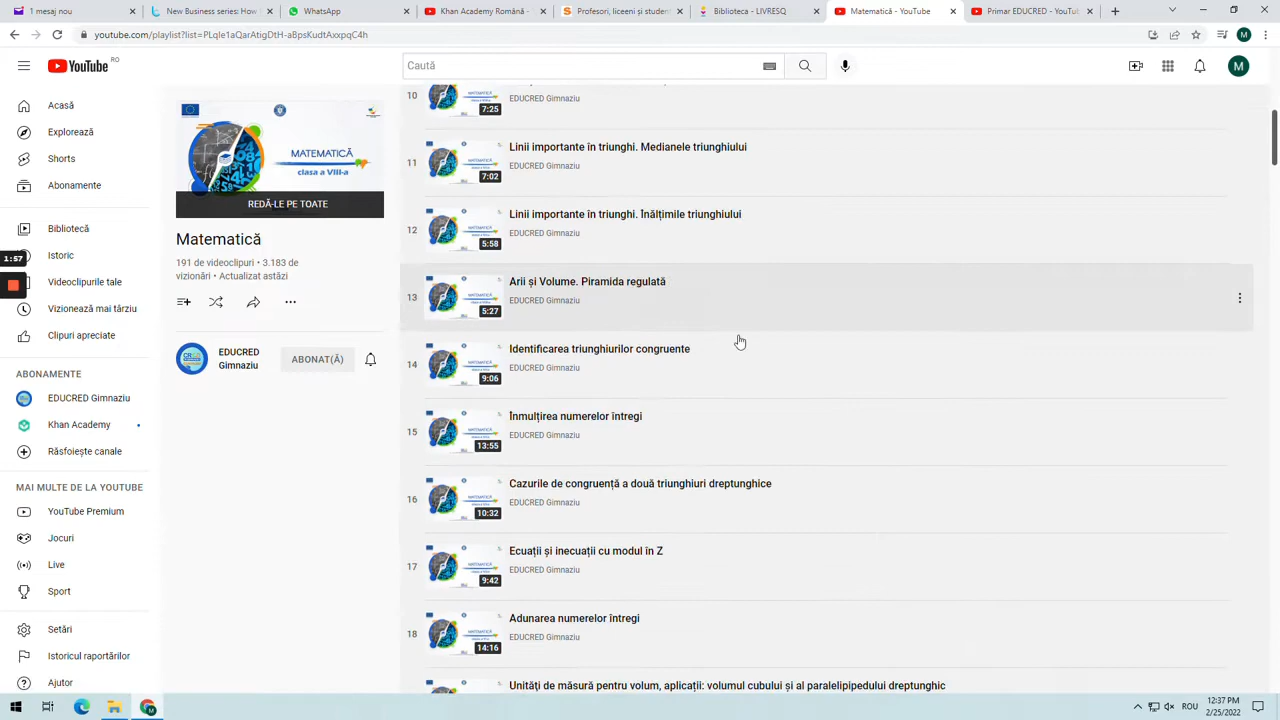 1 mesaj nou
New Business series: How
WhatsApp
Khan Academy Română -
Profesori, liceeni și student
Biblioteca - LIVRESQ
Matematică - YouTube
Primar EDUCRED - YouTu
youtube.com/playlist?list=PLqIe1aQarAtigDtH-aBpsKudtAxxpqC4h
YouTube RO
Caută
M
Acasă
Explorează
Shorts
Abonamente
Bibliotecă
Istoric
1:57
Videoclipurile tale
Vizionează mai târziu
Clipuri apreciate
ABONAMENTE
EDUCRED Gimnaziu
Khan Academy
Răsfoiește canale
MAI MULTE DE LA YOUTUBE
YouTube Premium
Jocuri
Live
Sport
Setări
Istoricul raportărilor
Ajutor
MATEMATICĂ
clasa a VIII-a
REDĂ-LE PE TOATE
Matematică
191 de videoclipuri • 3.183 de
vizionări • Actualizat astăzi
EDUCRED
Gimnaziu
ABONAT(Ă)
10
7:25
EDUCRED Gimnaziu
11
7:02
Linii importante în triunghi. Medianele triunghiului
EDUCRED Gimnaziu
12
5:58
Linii importante în triunghi. Înălțimile triunghiului
EDUCRED Gimnaziu
13
5:27
Arii și Volume. Piramida regulată
EDUCRED Gimnaziu
14
9:06
Identificarea triunghiurilor congruente
EDUCRED Gimnaziu
15
13:55
Înmulțirea numerelor întregi
EDUCRED Gimnaziu
16
10:32
Cazurile de congruență a două triunghiuri dreptunghice
EDUCRED Gimnaziu
17
9:42
Ecuații și inecuații cu modul în Z
EDUCRED Gimnaziu
18
14:16
Adunarea numerelor întregi
EDUCRED Gimnaziu
Unități de măsură pentru volum, aplicații: volumul cubului și al paralelipipedului dreptunghic
ROU
12:37 PM
2/25/2022